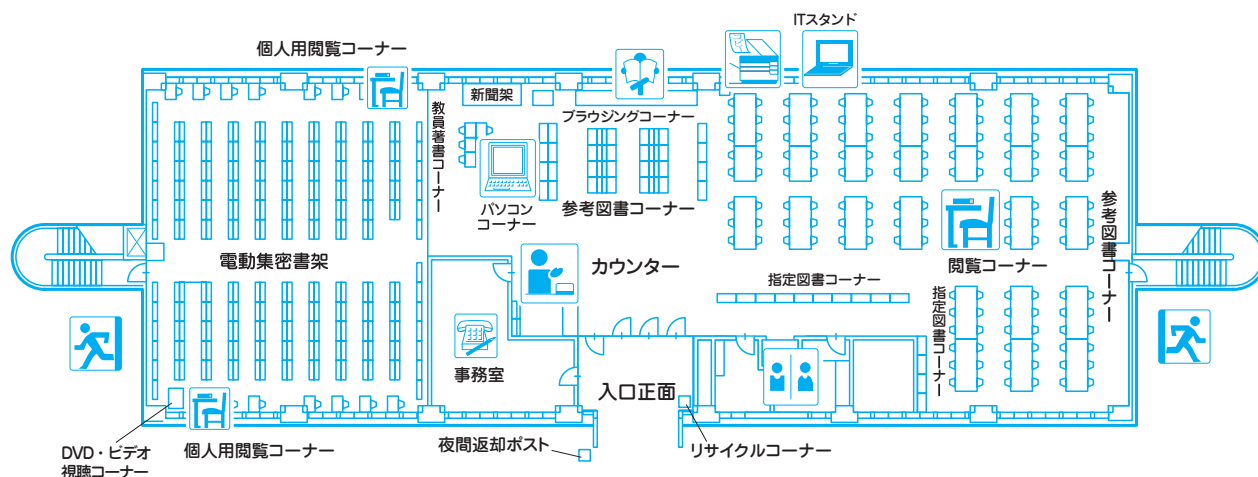 ITスタンド
個人用閲覧コーナー
新聞架
ブラウジングコーナー
教員著書コーナー
パソコン
コーナー
参考図書コーナー
参考図書コーナー
電動集密書架
カウンター
閲覧コーナー
指定図書コーナー
指定図書コーナー
事務室
入口正面
DVD・ビデオ
視聴コーナー
個人用閲覧コーナー
夜間返却ポスト
リサイクルコーナー